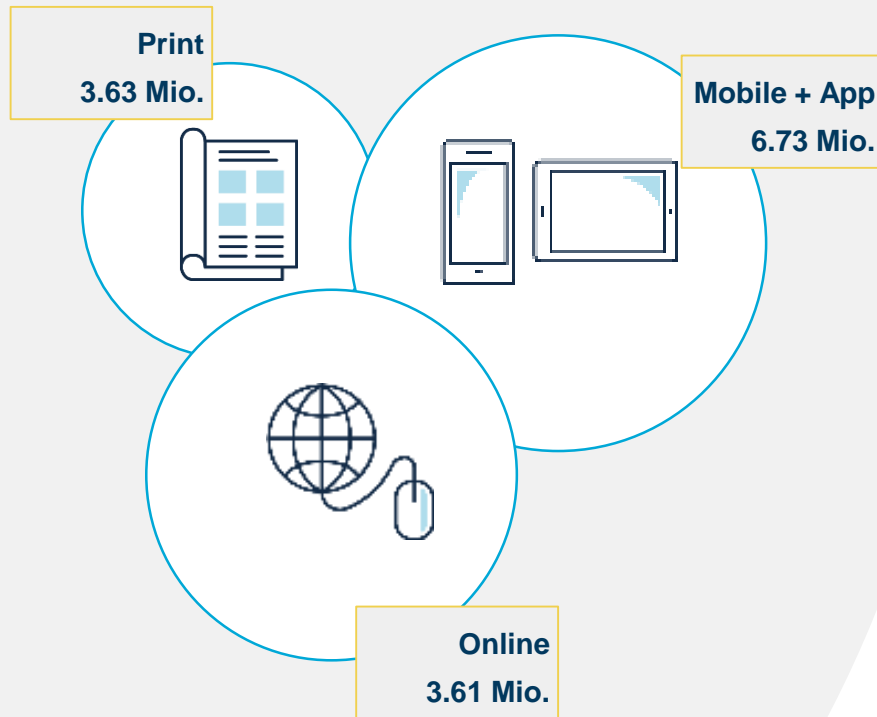 Print
3.63 Mio.
Mobile + App
6.73 Mio.
Online
3.61 Mio.